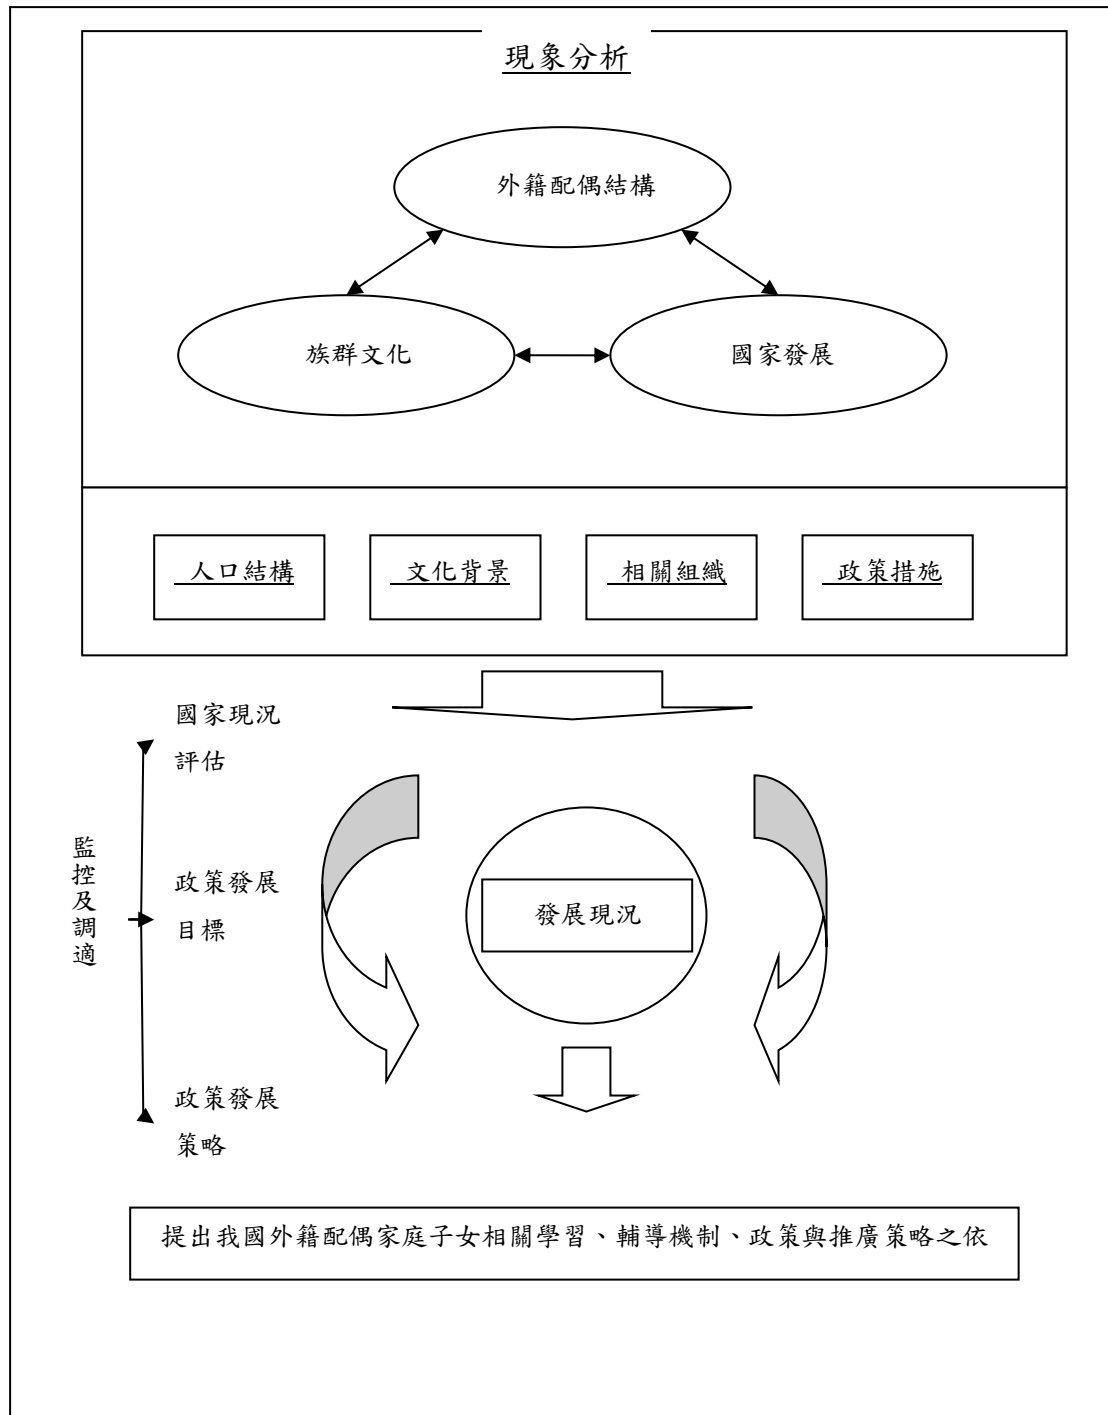 現象分析
外籍配偶結構
族群文化
國家發展
人口結構
文化背景
相關組織
政策措施
國家現況
評估
監控及調適
政策發展
目標
發展現況
政策發展
策略
提出我國外籍配偶家庭子女相關學習、輔導機制、政策與推廣策略之依